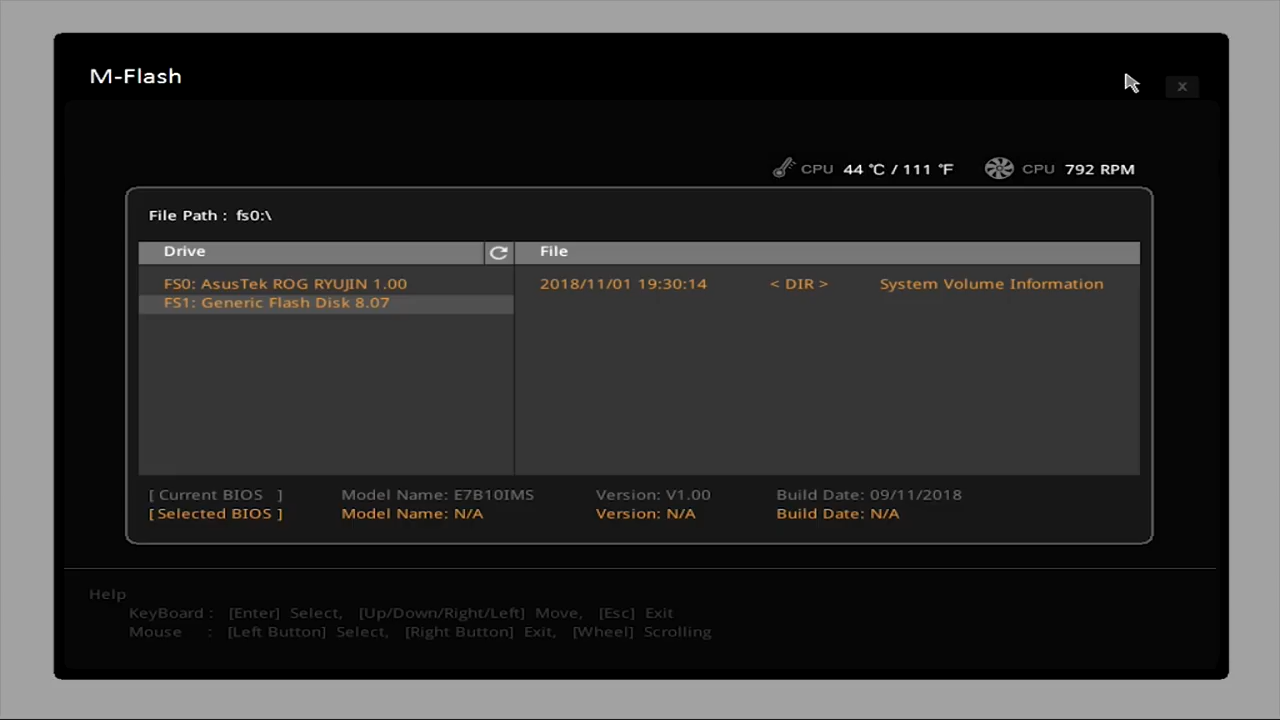 M-Flash
x
CPU 44 °C / 111 °F CPU 792 RPM
File Path : fs0:\
Drive File
FS0: AsusTek ROG RYUJIN 1.00 2018/11/01 19:30:14 < DIR > System Volume Information
FS1: Generic Flash Disk 8.07
[ Current BIOS ] Model Name: E7B10IMS Version: V1.00 Build Date: 09/11/2018
[ Selected BIOS ] Model Name: N/A Version: N/A Build Date: N/A
Help
KeyBoard : [Enter] Select, [Up/Down/Right/Left] Move, [Esc] Exit
Mouse : [Left Button] Select, [Right Button] Exit, [Wheel] Scrolling